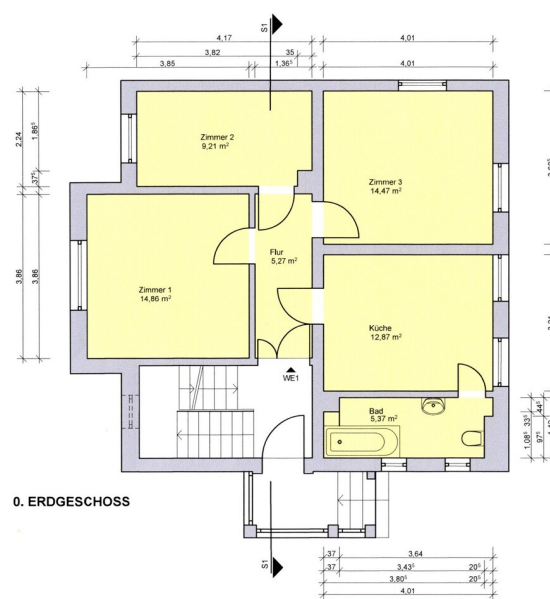 S1
4,17
4,01
3,82
35
3,85
1,36⁵
4,01
Zimmer 2
9,21 m²
2,24
1,86⁵
37⁵
Zimmer 3
14,47 m²
Flur
5,27 m²
3,86
3,86
Zimmer 1
14,86 m²
Küche
12,87 m²
WE1
Bad
5,37 m²
1,08⁵
33⁵
97⁵
44⁵
0. ERDGESCHOSS
S1
37
3,64
37
3,43⁵
20⁵
3,80⁵
20⁵
4,01